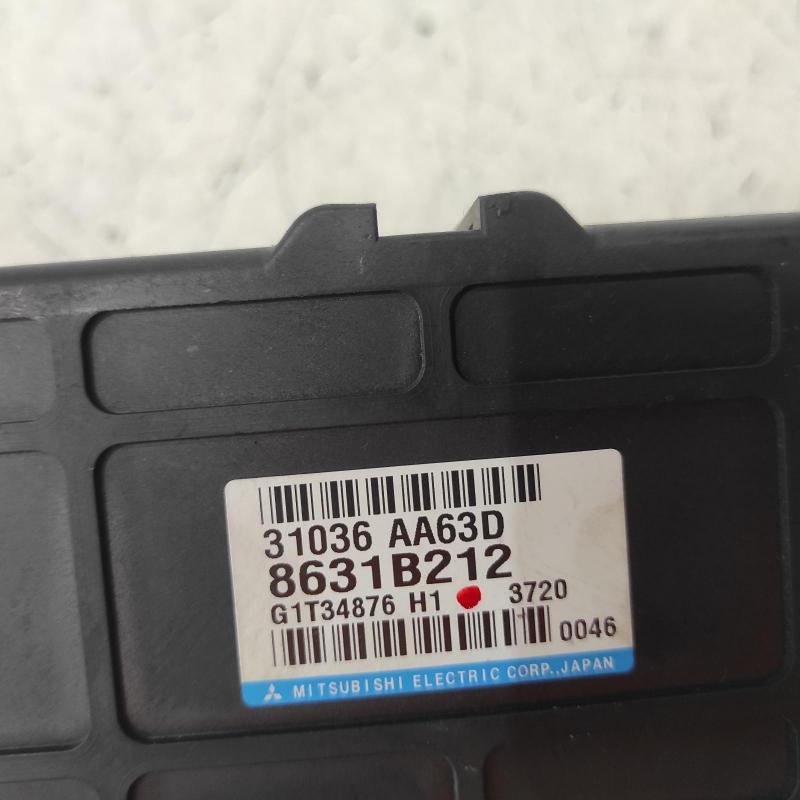 31036 AA63D
8631B212
G1T34876 H1 3720
0046
MITSUBISHI ELECTRIC CORP.,JAPAN